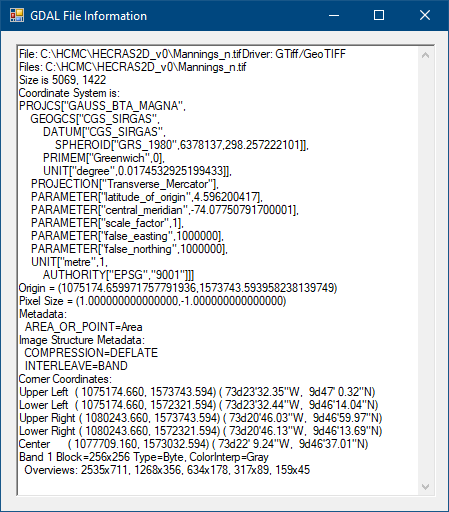 GDAL File Information
File: C:\HCMC\HECRAS2D_v0\Mannings_n.tifDriver: GTiff/GeoTIFF
Files: C:\HCMC\HECRAS2D_v0\Mannings_n.tif
Size is 5069, 1422
Coordinate System is:
PROJCS["GAUSS_BTA_MAGNA",
GEOGCS["CGS_SIRGAS",
DATUM["CGS_SIRGAS",
SPHEROID["GRS_1980",6378137,298.257222101]],
PRIMEM["Greenwich",0],
UNIT["degree",0.0174532925199433]],
PROJECTION["Transverse_Mercator"],
PARAMETER["latitude_of_origin",4.596200417],
PARAMETER["central_meridian",-74.07750791700001],
PARAMETER["scale_factor",1],
PARAMETER["false_easting",1000000],
PARAMETER["false_northing",1000000],
UNIT["metre",1,
AUTHORITY["EPSG","9001"]]]
Origin = (1075174.659971757791936,1573743.593958238139749)
Pixel Size = (1.000000000000000,-1.000000000000000)
Metadata:
AREA_OR_POINT=Area
Image Structure Metadata:
COMPRESSION=DEFLATE
INTERLEAVE=BAND
Corner Coordinates:
Upper Left ( 1075174.660, 1573743.594) ( 73d23'32.35"W, 9d47' 0.32"N)
Lower Left ( 1075174.660, 1572321.594) ( 73d23'32.44"W, 9d46'14.04"N)
Upper Right ( 1080243.660, 1573743.594) ( 73d20'46.03"W, 9d46'59.97"N)
Lower Right ( 1080243.660, 1572321.594) ( 73d20'46.13"W, 9d46'13.69"N)
Center ( 1077709.160, 1573032.594) ( 73d22' 9.24"W, 9d46'37.01"N)
Band 1 Block=256x256 Type=Byte, ColorInterp=Gray
Overviews: 2535x711, 1268x356, 634x178, 317x89, 159x45